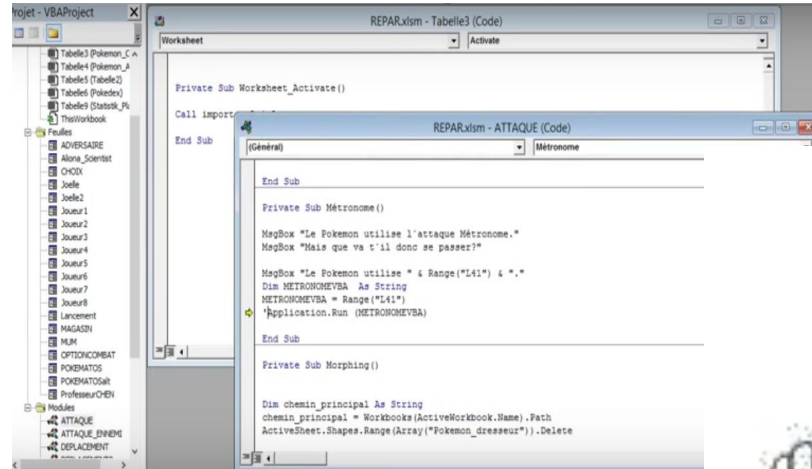 Projet - VBAProject
X
Tabelle3 (Pokemon_C
Tabelle4 (Pokemon_A
Tabelle5 (Tabelle2)
Tabelle6 (Pokedex)
Tabelle9 (Statistik_Pl
ThisWorkbook
Feuilles
ADVERSAIRE
Aliona_Scientist
CHOIX
Joelle
Joelle2
Joueur1
Joueur2
Joueur3
Joueur4
Joueur5
Joueur6
Joueur7
Joueur8
Lancement
MAGASIN
MUM
OPTIONCOMBAT
POKEMATOS
POKEMATOSalt
ProfesseurCHEN
Modules
ATTAQUE
ATTAQUE_ENNEMI
DEPLACEMENT
REPAR.xlsm - Tabelle3 (Code)
Worksheet
Activate
Private Sub Worksheet_Activate()
Call import
End Sub
REPAR.xlsm - ATTAQUE (Code)
(Général)
Métronome
End Sub
Private Sub Métronome()
MsgBox "Le Pokemon utilise l'attaque Métronome."
MsgBox "Mais que va t'il donc se passer?"
MsgBox "Le Pokemon utilise " & Range("L41") & "."
Dim METRONOMEVBA As String
METRONOMEVBA = Range("L41")
'Application.Run (METRONOMEVBA)
End Sub
Private Sub Morphing()
Dim chemin_principal As String
chemin_principal = Workbooks(ActiveWorkbook.Name).Path
ActiveSheet.Shapes.Range(Array("Pokemon_dresseur")).Delete